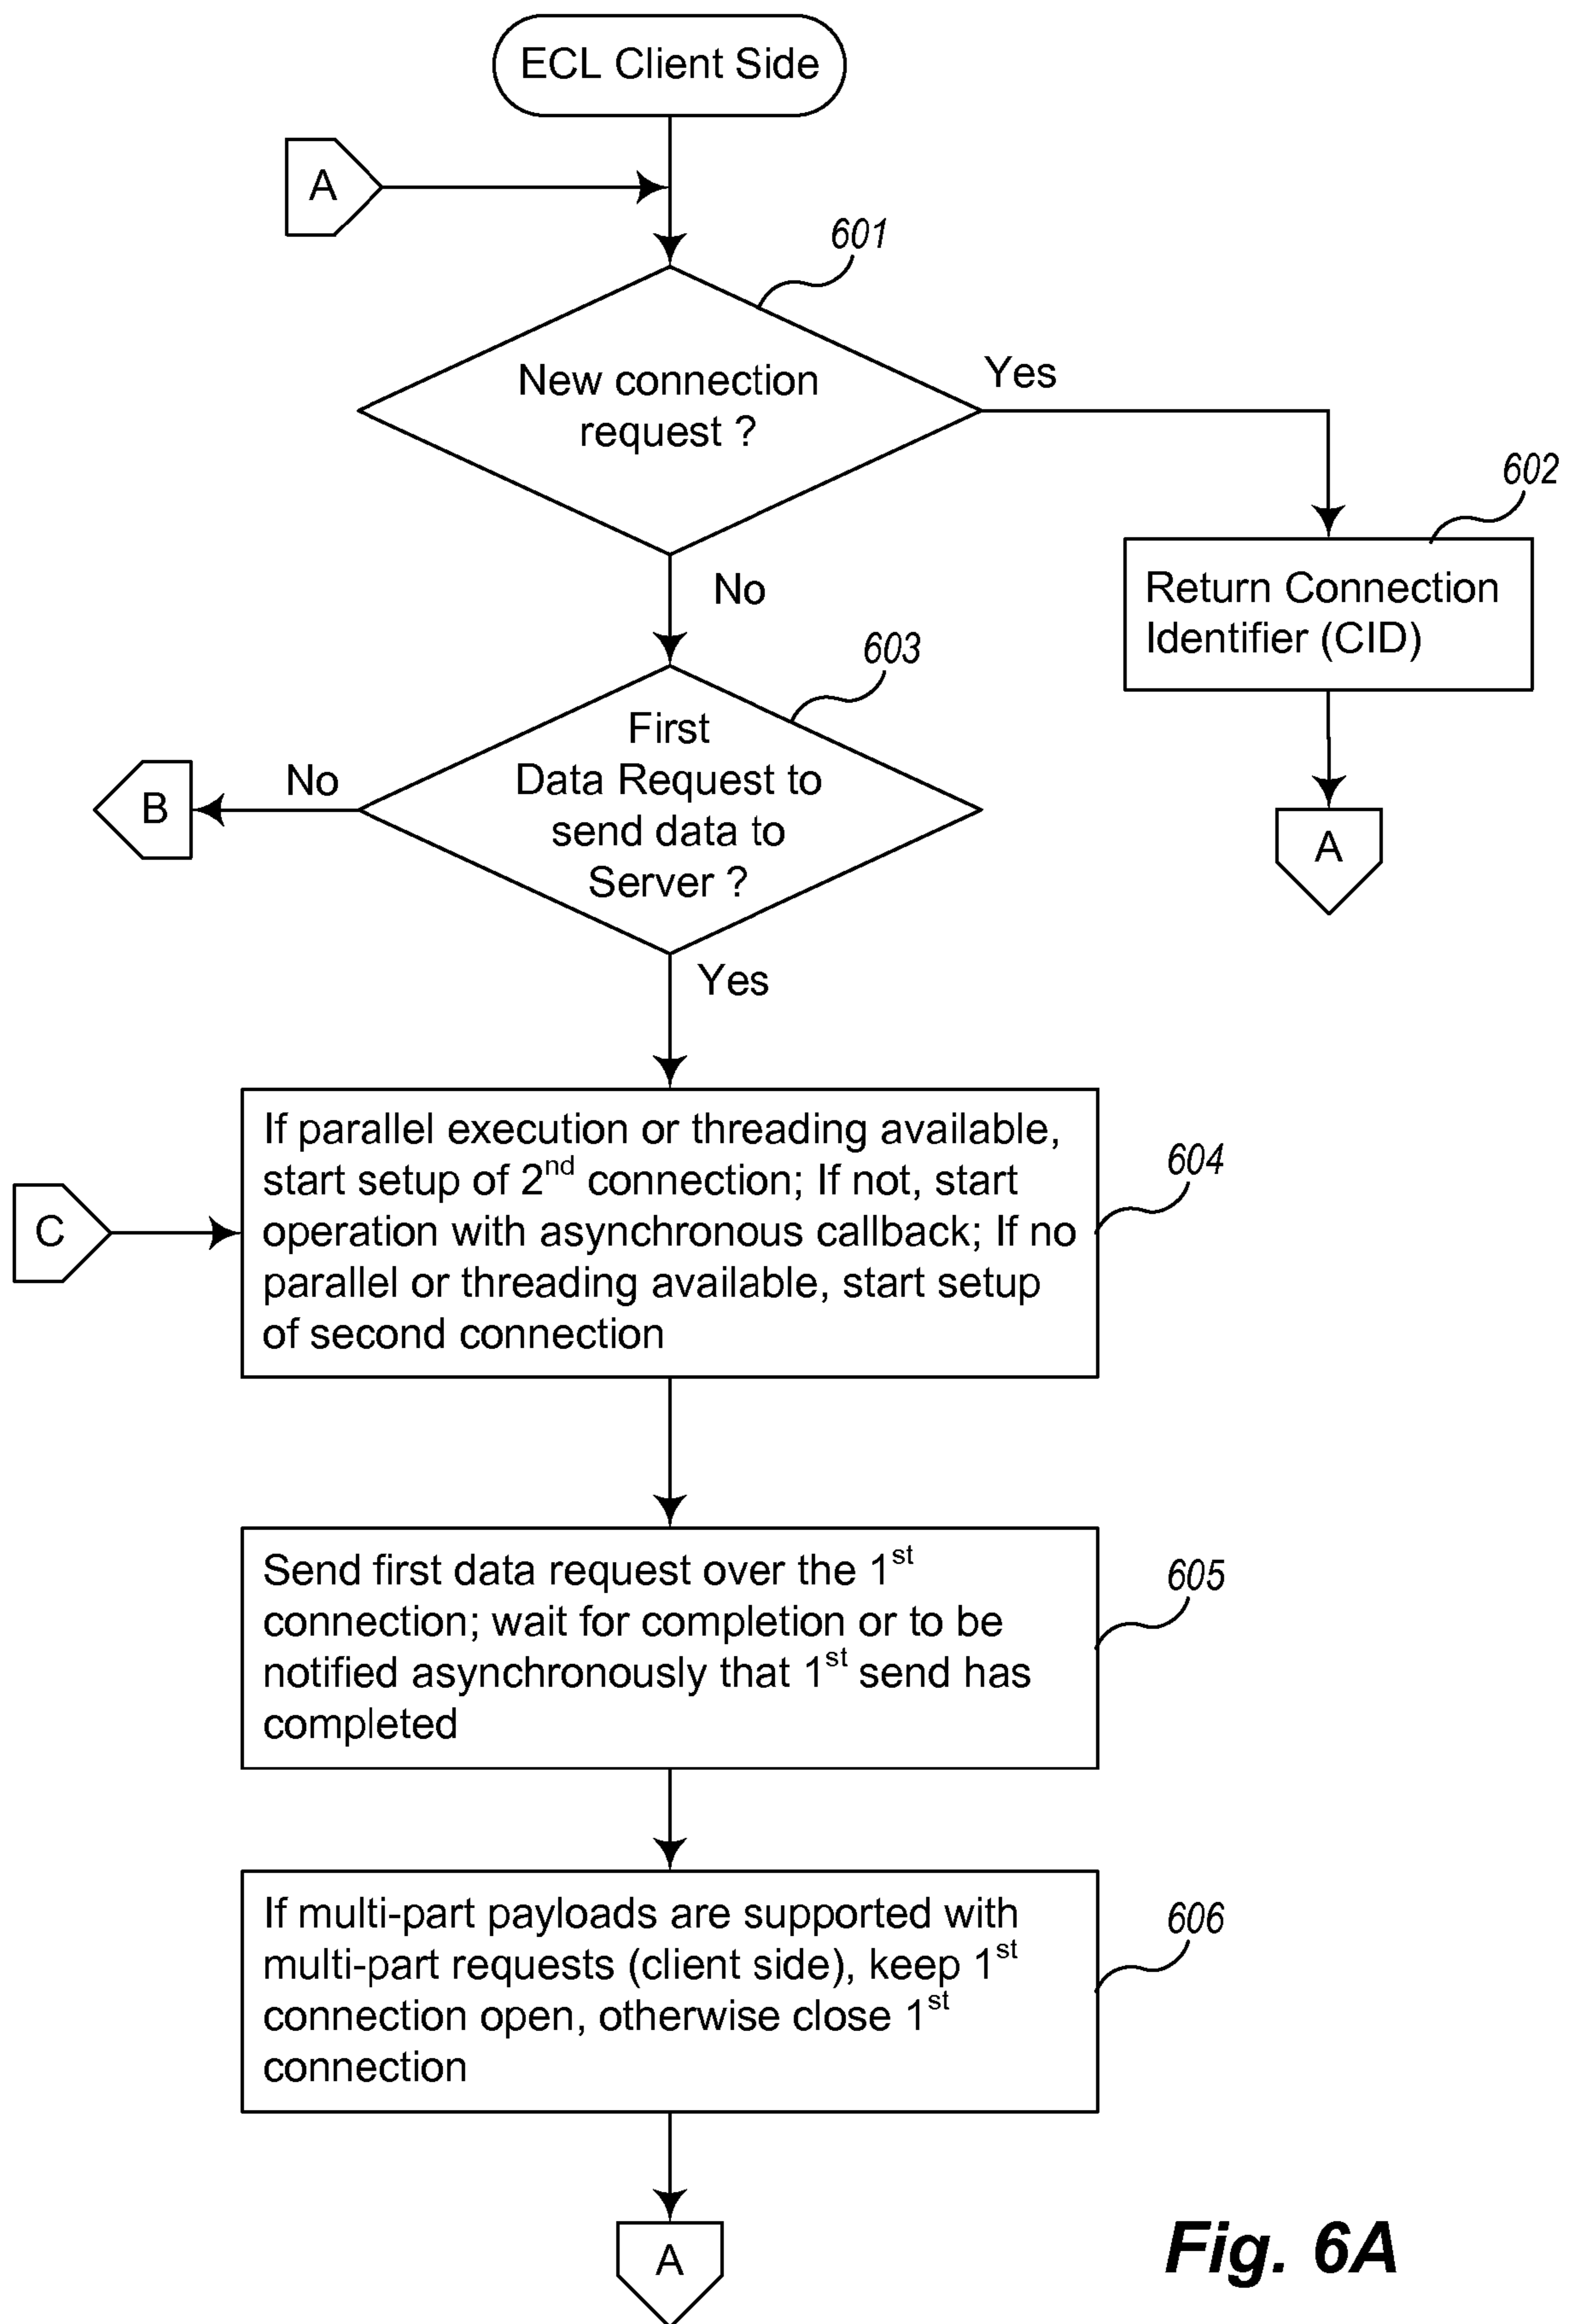 ECL Client Side
A
601
New connection
request ?
Yes
602
Return Connection
Identifier (CID)
A
No
603
First
Data Request to
send data to
Server ?
No
B
Yes
C
If parallel execution or threading available,
start setup of 2nd connection; If not, start
operation with asynchronous callback; If no
parallel or threading available, start setup
of second connection
604
Send first data request over the 1st
connection; wait for completion or to be
notified asynchronously that 1st send has
completed
605
If multi-part payloads are supported with
multi-part requests (client side), keep 1st
connection open, otherwise close 1st
connection
606
A
Fig. 6A